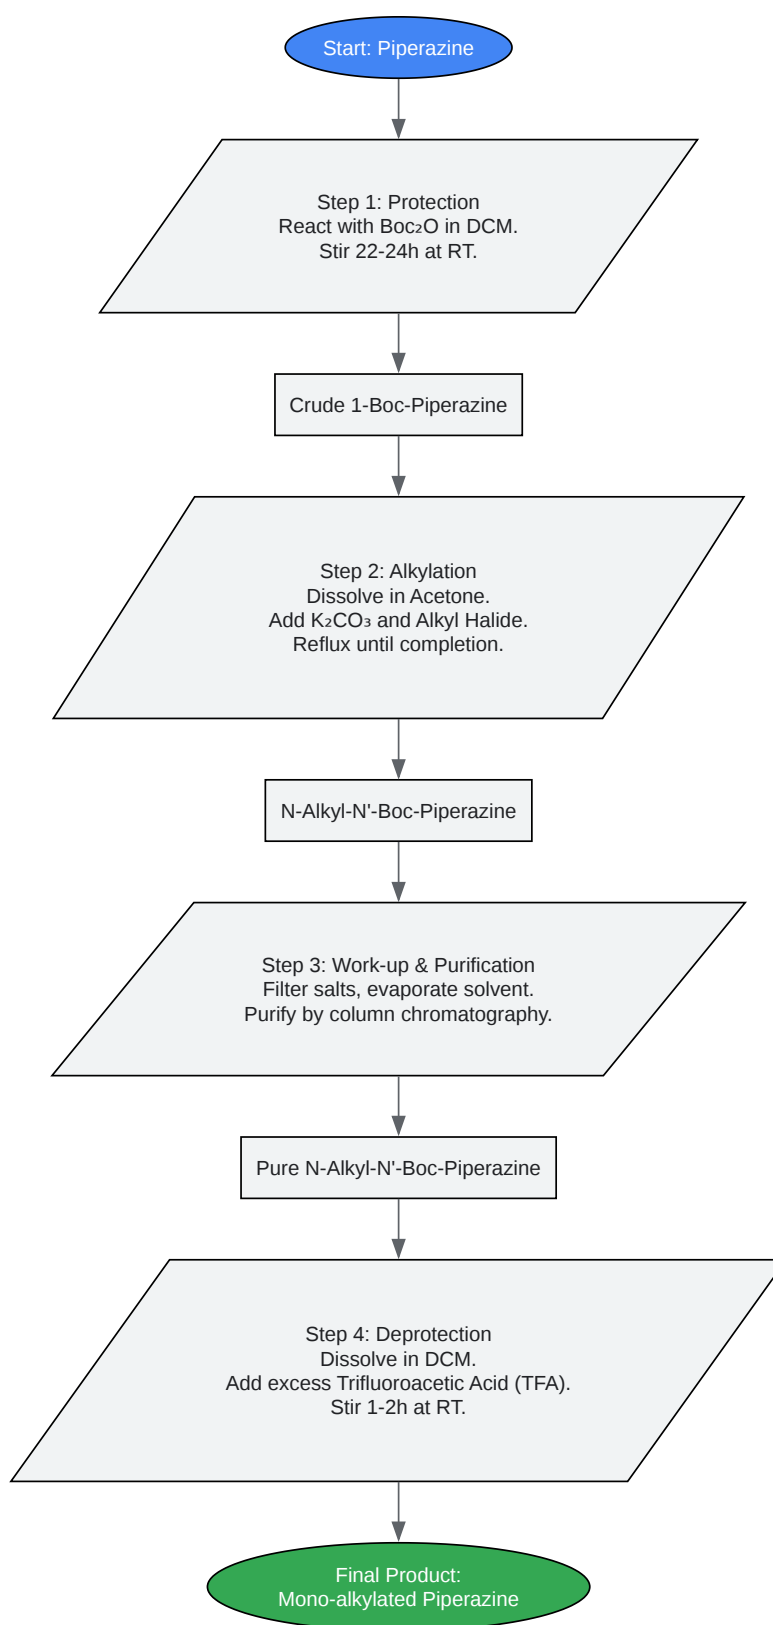 Start: Piperazine
Step 1: Protection
React with Boc₂O in DCM.
Stir 22-24h at RT.
Crude 1-Boc-Piperazine
Step 2: Alkylation
Dissolve in Acetone.
Add K₂CO₃ and Alkyl Halide.
Reflux until completion.
N-Alkyl-N'-Boc-Piperazine
Step 3: Work-up & Purification
Filter salts, evaporate solvent.
Purify by column chromatography.
Pure N-Alkyl-N'-Boc-Piperazine
Step 4: Deprotection
Dissolve in DCM.
Add excess Trifluoroacetic Acid (TFA).
Stir 1-2h at RT.
Final Product:
Mono-alkylated Piperazine